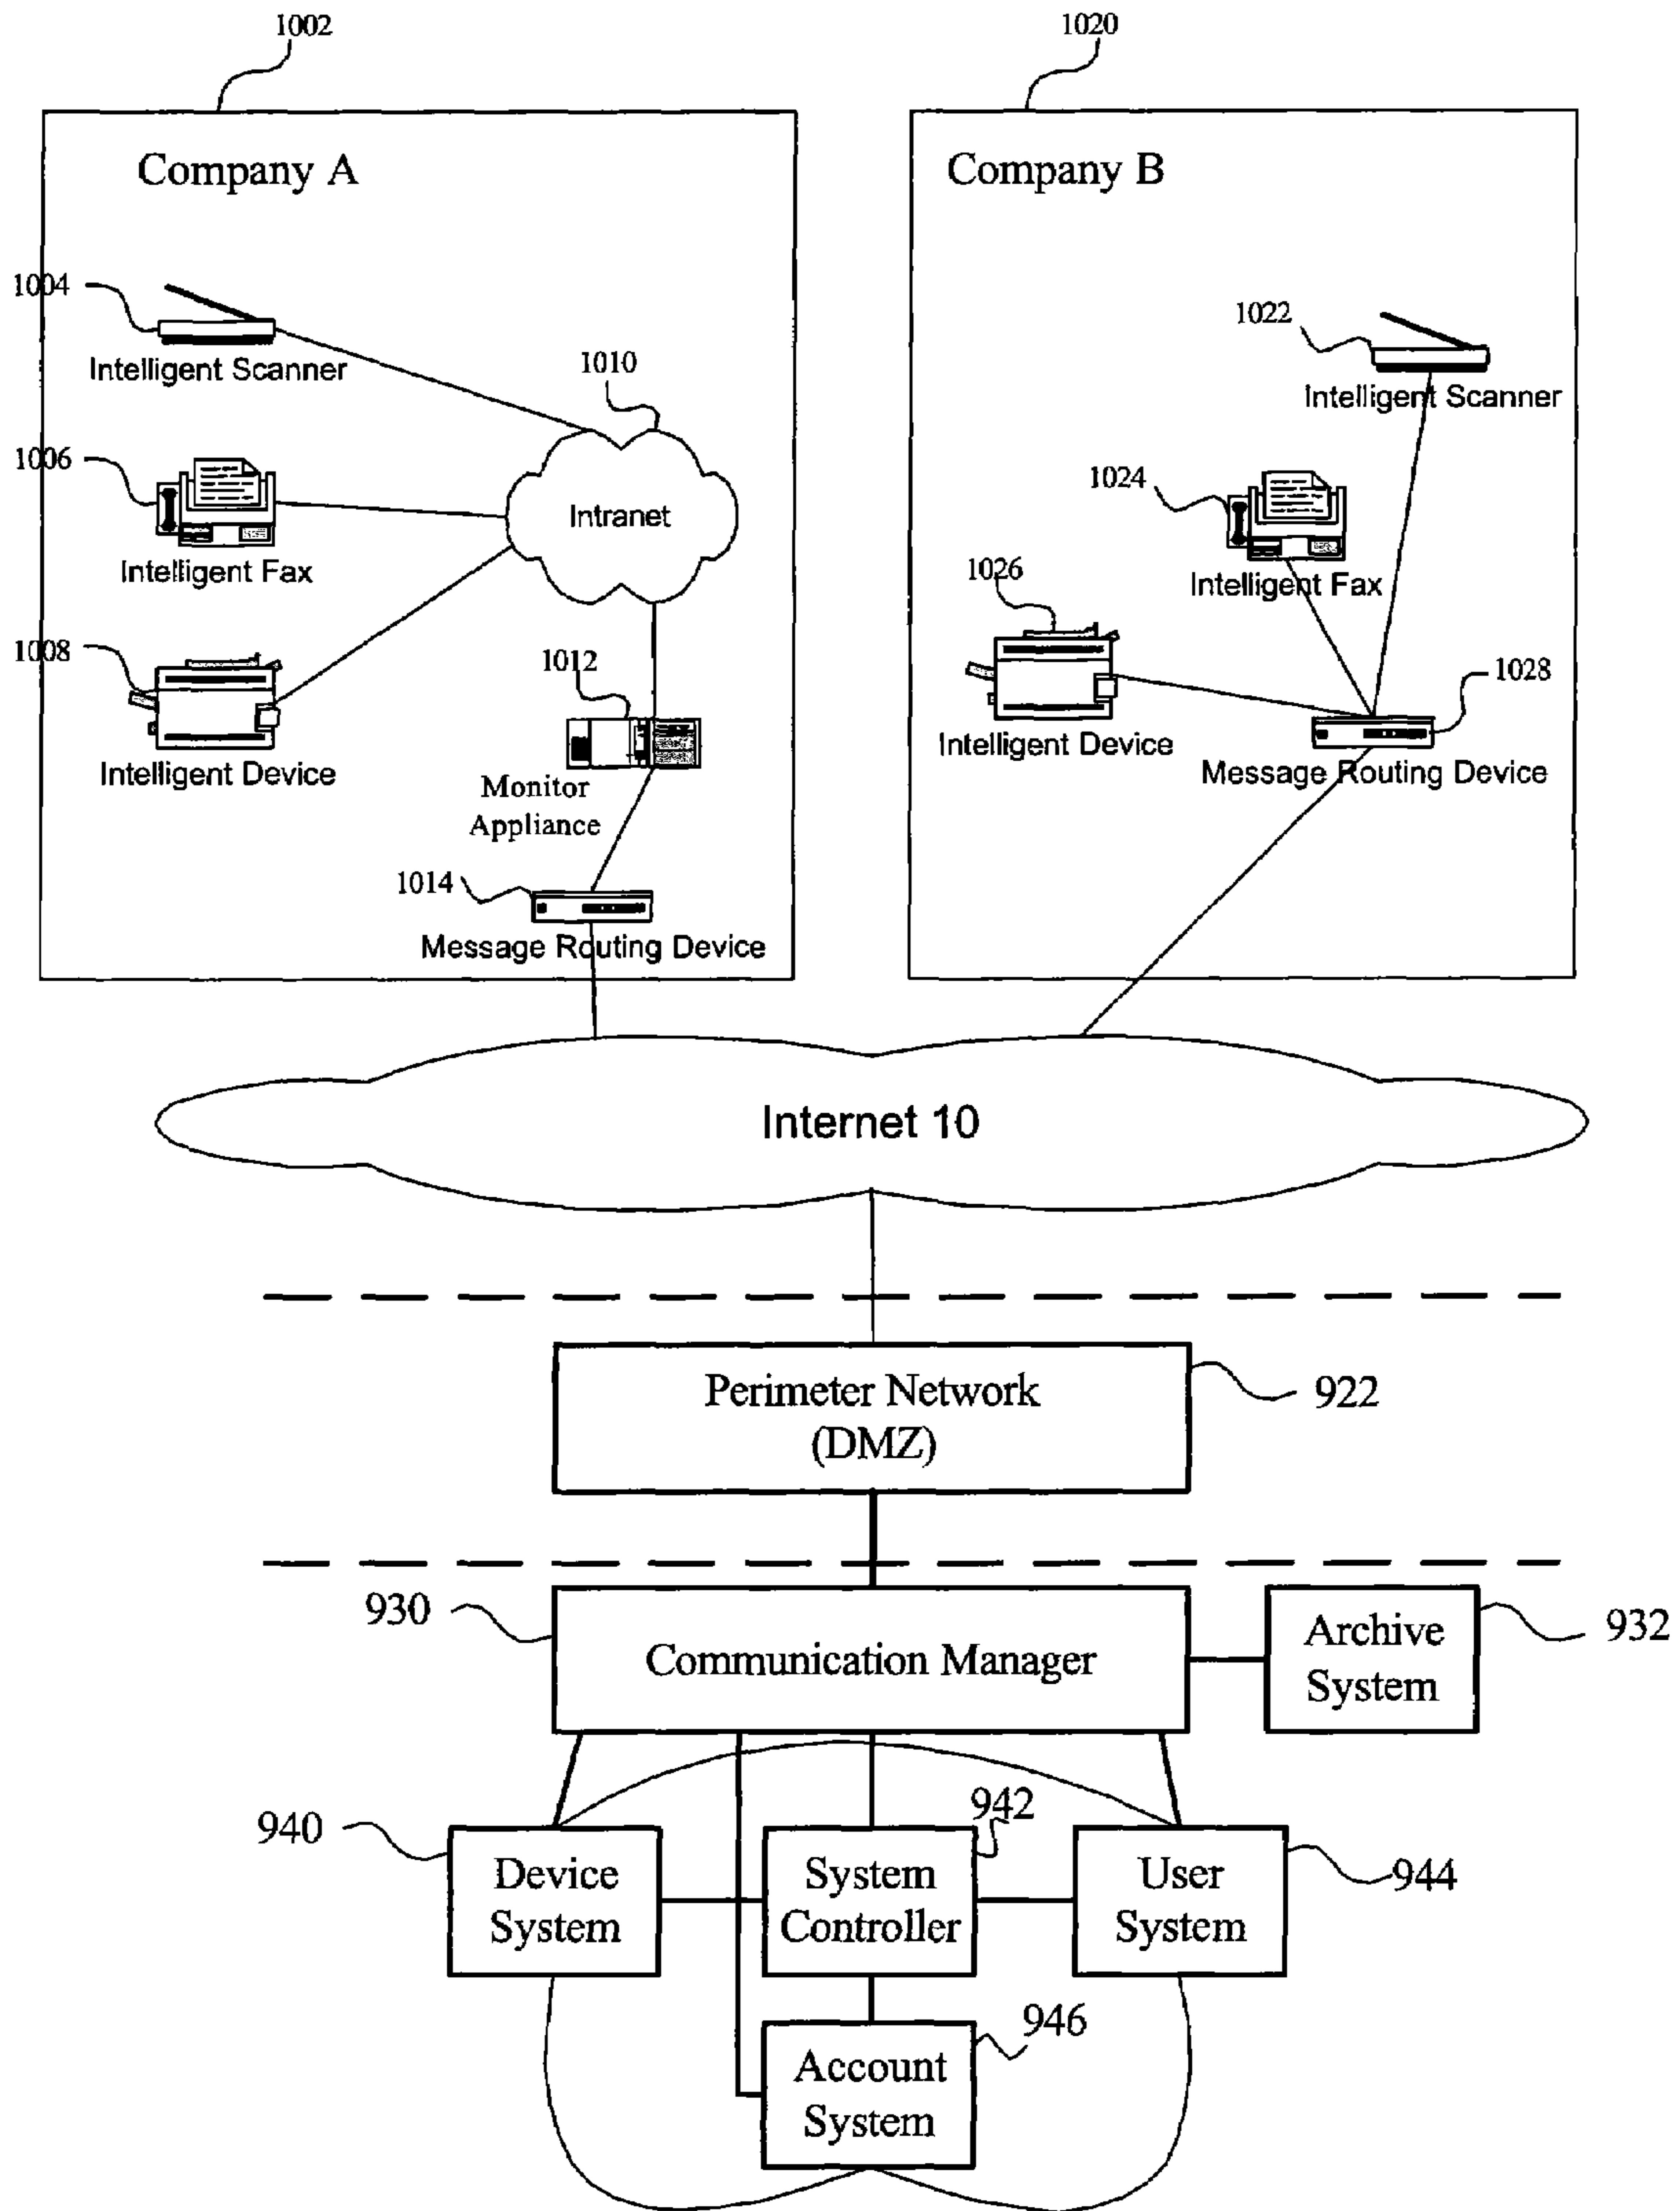 1002
1020
Company A
Company B
1004
Intelligent Scanner
1010
1022
Intelligent Scanner
1006
Intelligent Fax
Intranet
1024
Intelligent Fax
1026
1008
Intelligent Device
1012
Monitor
Appliance
Intelligent Device
1028
Message Routing Device
1014
Message Routing Device
Internet 10
Perimeter Network
(DMZ)
922
930
Communication Manager
Archive
System
932
940
Device
System
942
System
Controller
User
System
944
946
Account
System